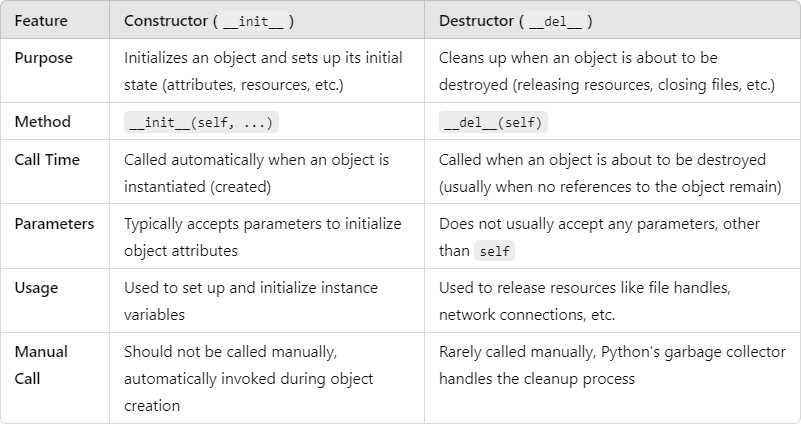 Feature Constructor ( __init__ ) Destructor ( __del__ )
Purpose Initializes an object and sets up its initial Cleans up when an object is about to be
state (attributes, resources, etc.) destroyed (releasing resources, closing files, etc.)
Method __init__(self, ...) __del__(self)
Call Time Called automatically when an object is Called when an object is about to be destroyed
instantiated (created) (usually when no references to the object remain)
Parameters Typically accepts parameters to initialize Does not usually accept any parameters, other
object attributes than self
Usage Used to set up and initialize instance Used to release resources like file handles,
variables network connections, etc.
Manual Should not be called manually, Rarely called manually, Python's garbage collector
Call automatically invoked during object handles the cleanup process
creation